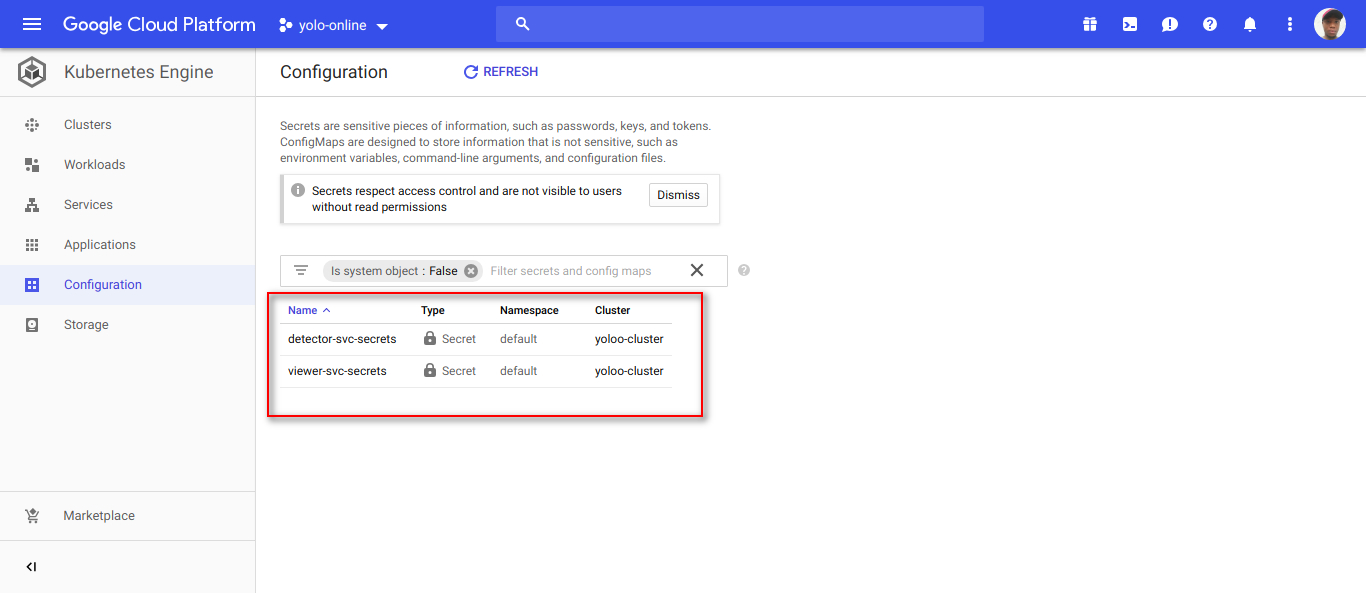 Google Cloud Platform
yolo-online
Kubernetes Engine
Configuration
REFRESH
Clusters
Workloads
Services
Applications
Configuration
Storage
Marketplace
Secrets are sensitive pieces of information, such as passwords, keys, and tokens.
ConfigMaps are designed to store information that is not sensitive, such as
environment variables, command-line arguments, and configuration files.
Secrets respect access control and are not visible to users
without read permissions
Dismiss
Is system object : False Filter secrets and config maps
Name Type Namespace Cluster
detector-svc-secrets Secret default yoloo-cluster
viewer-svc-secrets Secret default yoloo-cluster